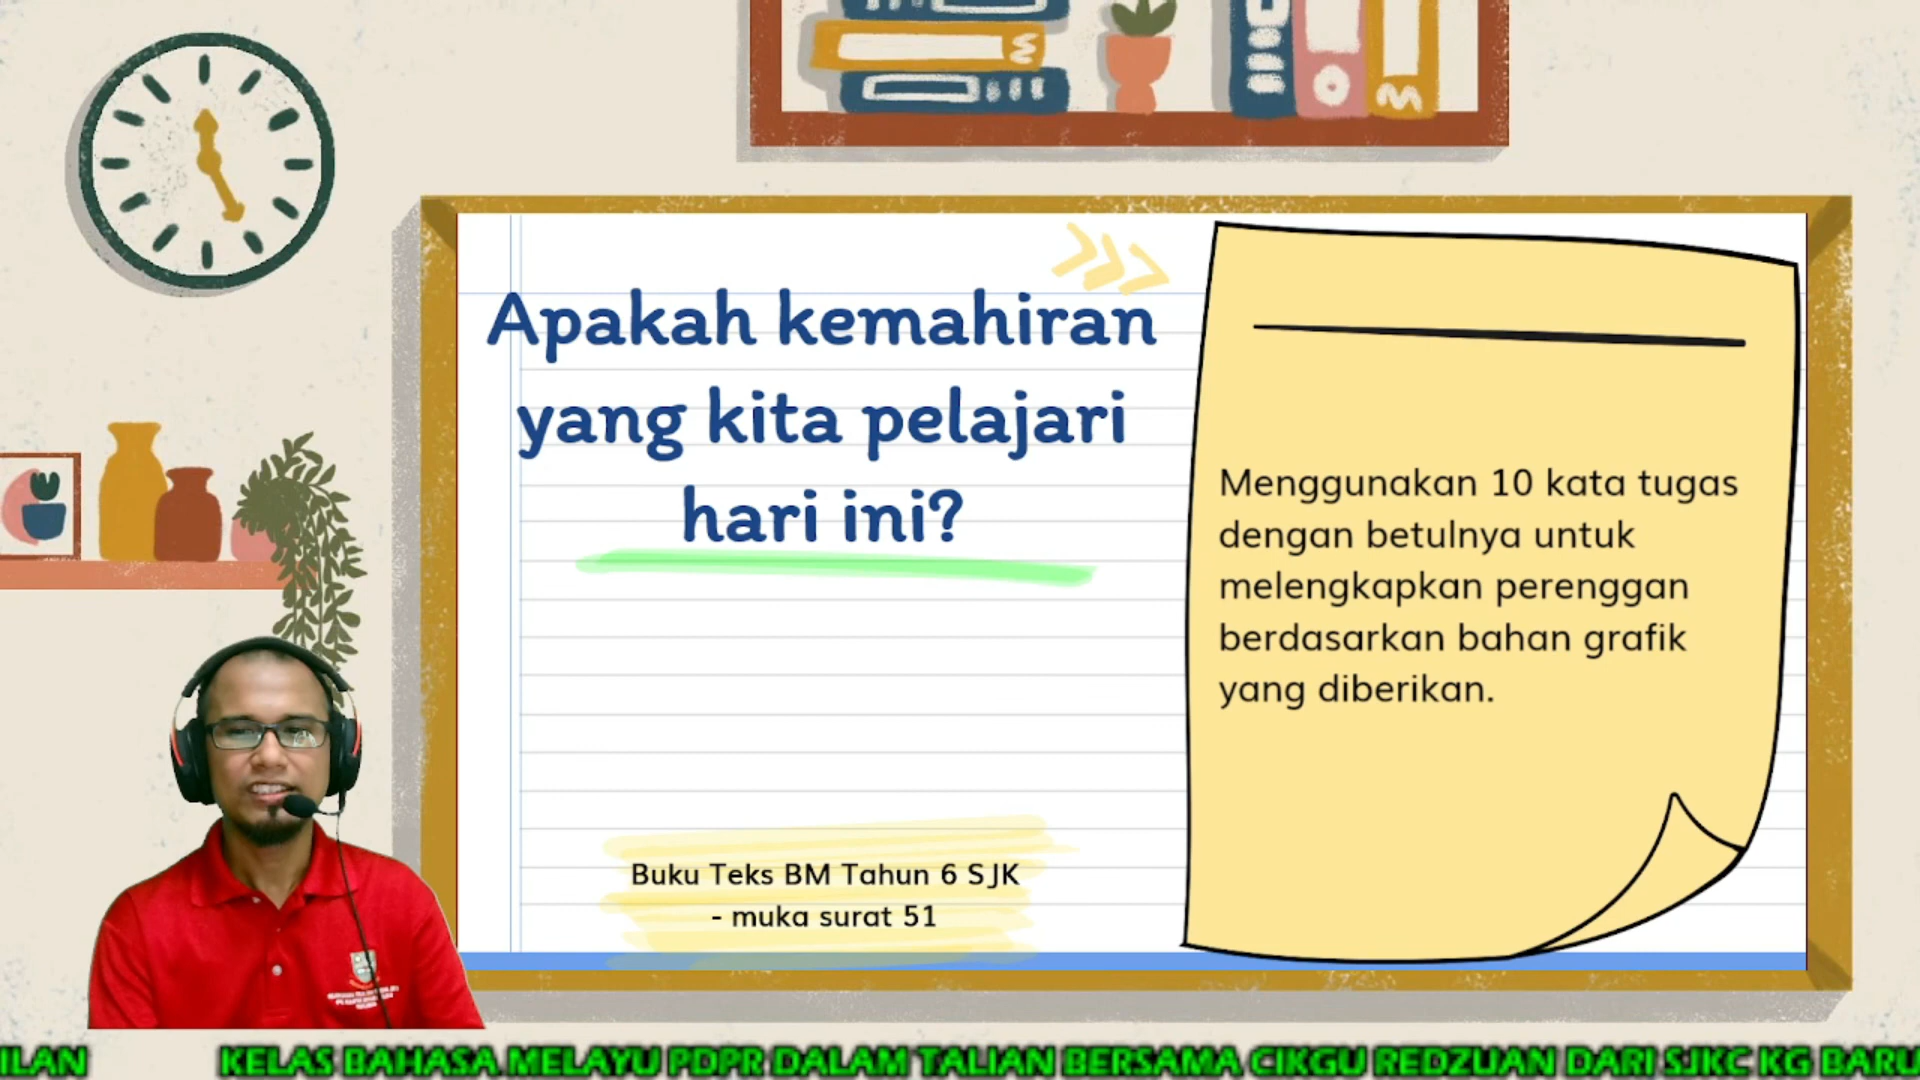 Apakah kemahiran
yang kita pelajari
hari ini?
Menggunakan 10 kata tugas
dengan betulnya untuk
melengkapkan perenggan
berdasarkan bahan grafik
yang diberikan.
Buku Teks BM Tahun 6 SJK
- muka surat 51
ILAN KELAS BAHASA MELAYU PDPR DALAM TALIAN BERSAMA CIKGU REDZUAN DARI SJKC KG BARU